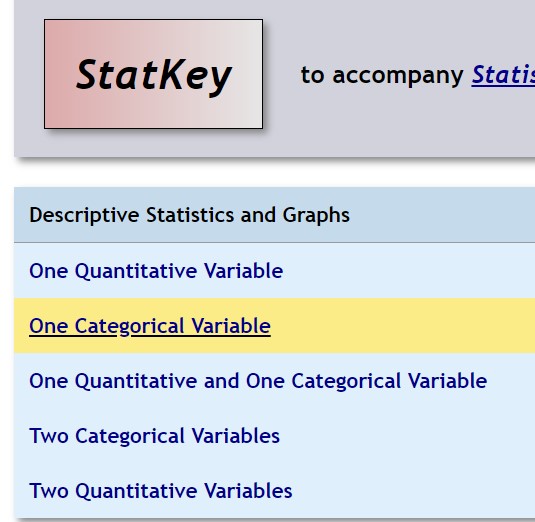 StatKey
to accompany
Descriptive Statistics and Graphs
One Quantitative Variable
One Categorical Variable
One Quantitative and One Categorical Variable
Two Categorical Variables
Two Quantitative Variables